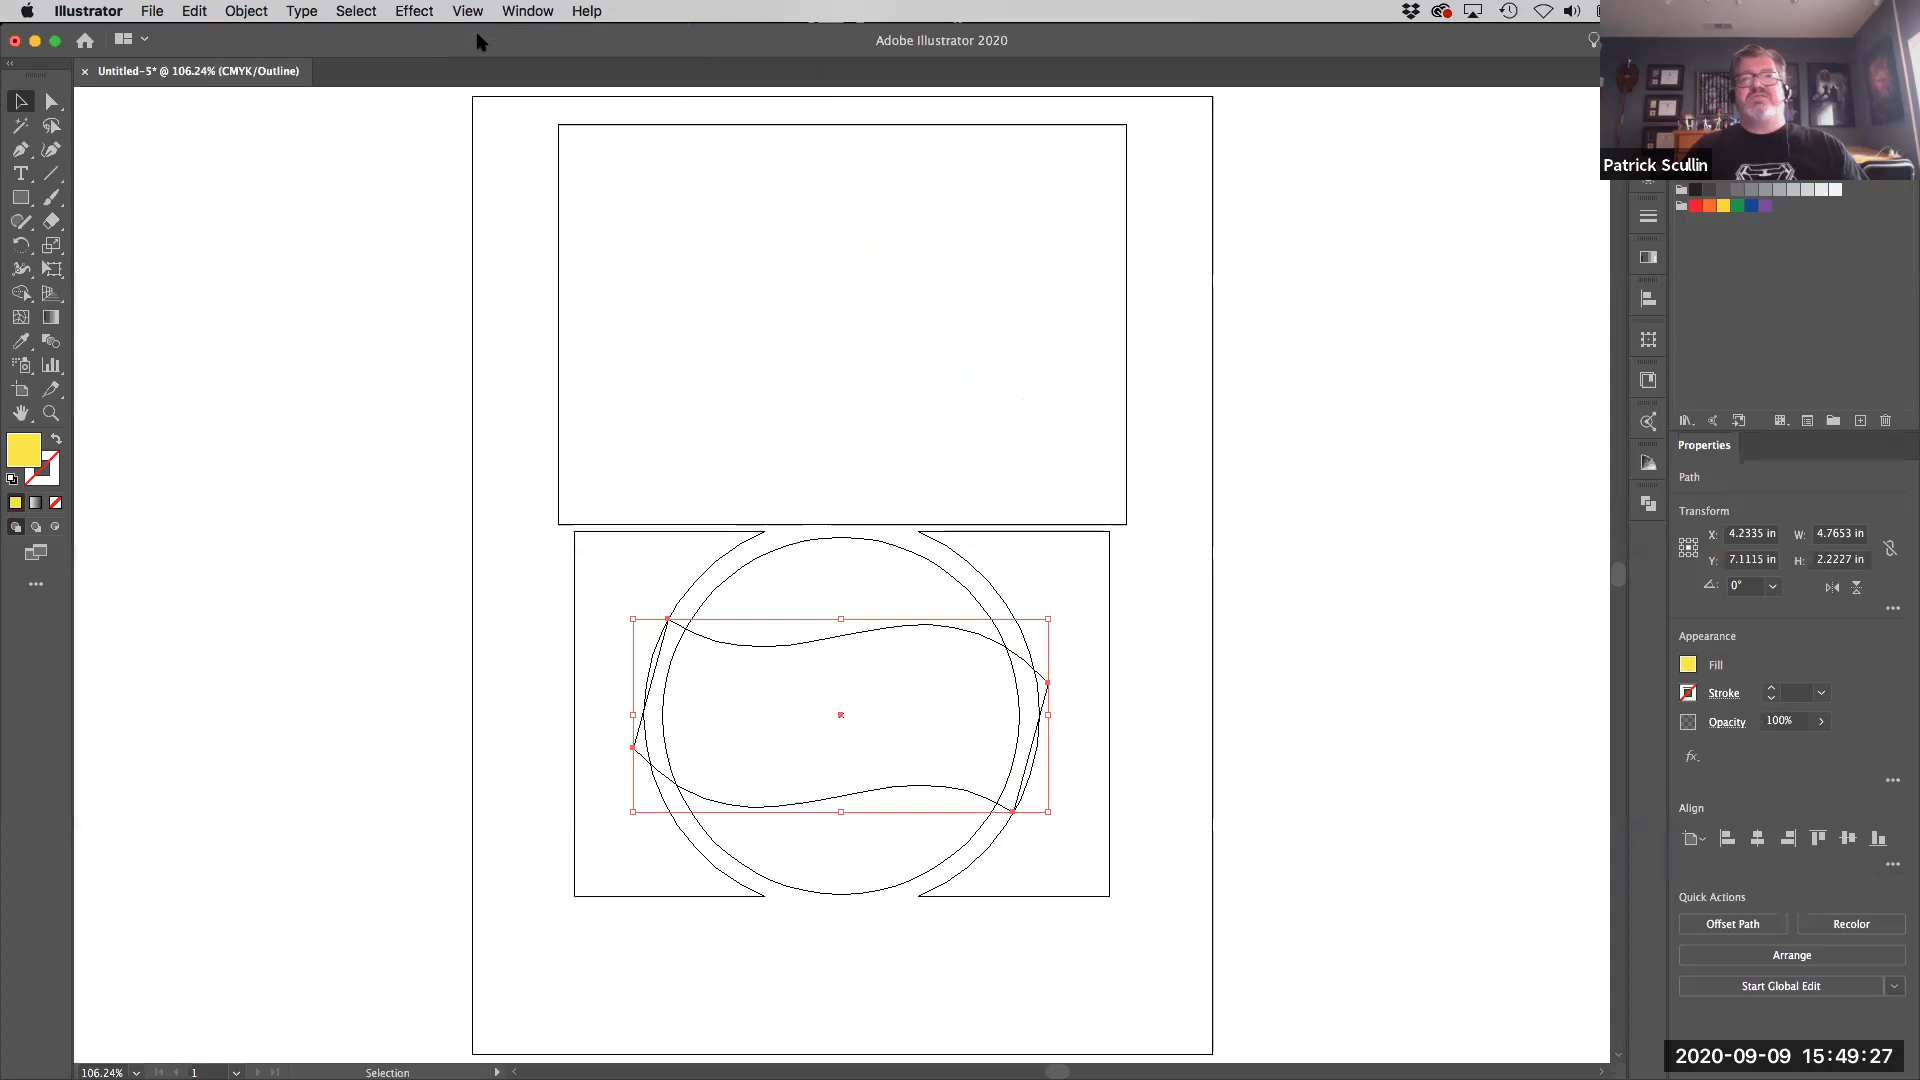 Illustrator File Edit Object Type Select Effect View Window Help
Adobe Illustrator 2020
× Untitled-5* @ 106.24% (CMYK/Outline)
Patrick Scullin
Properties
Path
Transform
X: 4.2335 in W: 4.7653 in
Y: 7.1115 in H: 2.2227 in
0°
Appearance
Fill
Stroke
Opacity 100%
fx.
Align
Quick Actions
Offset Path Recolor
Arrange
Start Global Edit
2020-09-09 15:49:27
106.24% 1 Selection